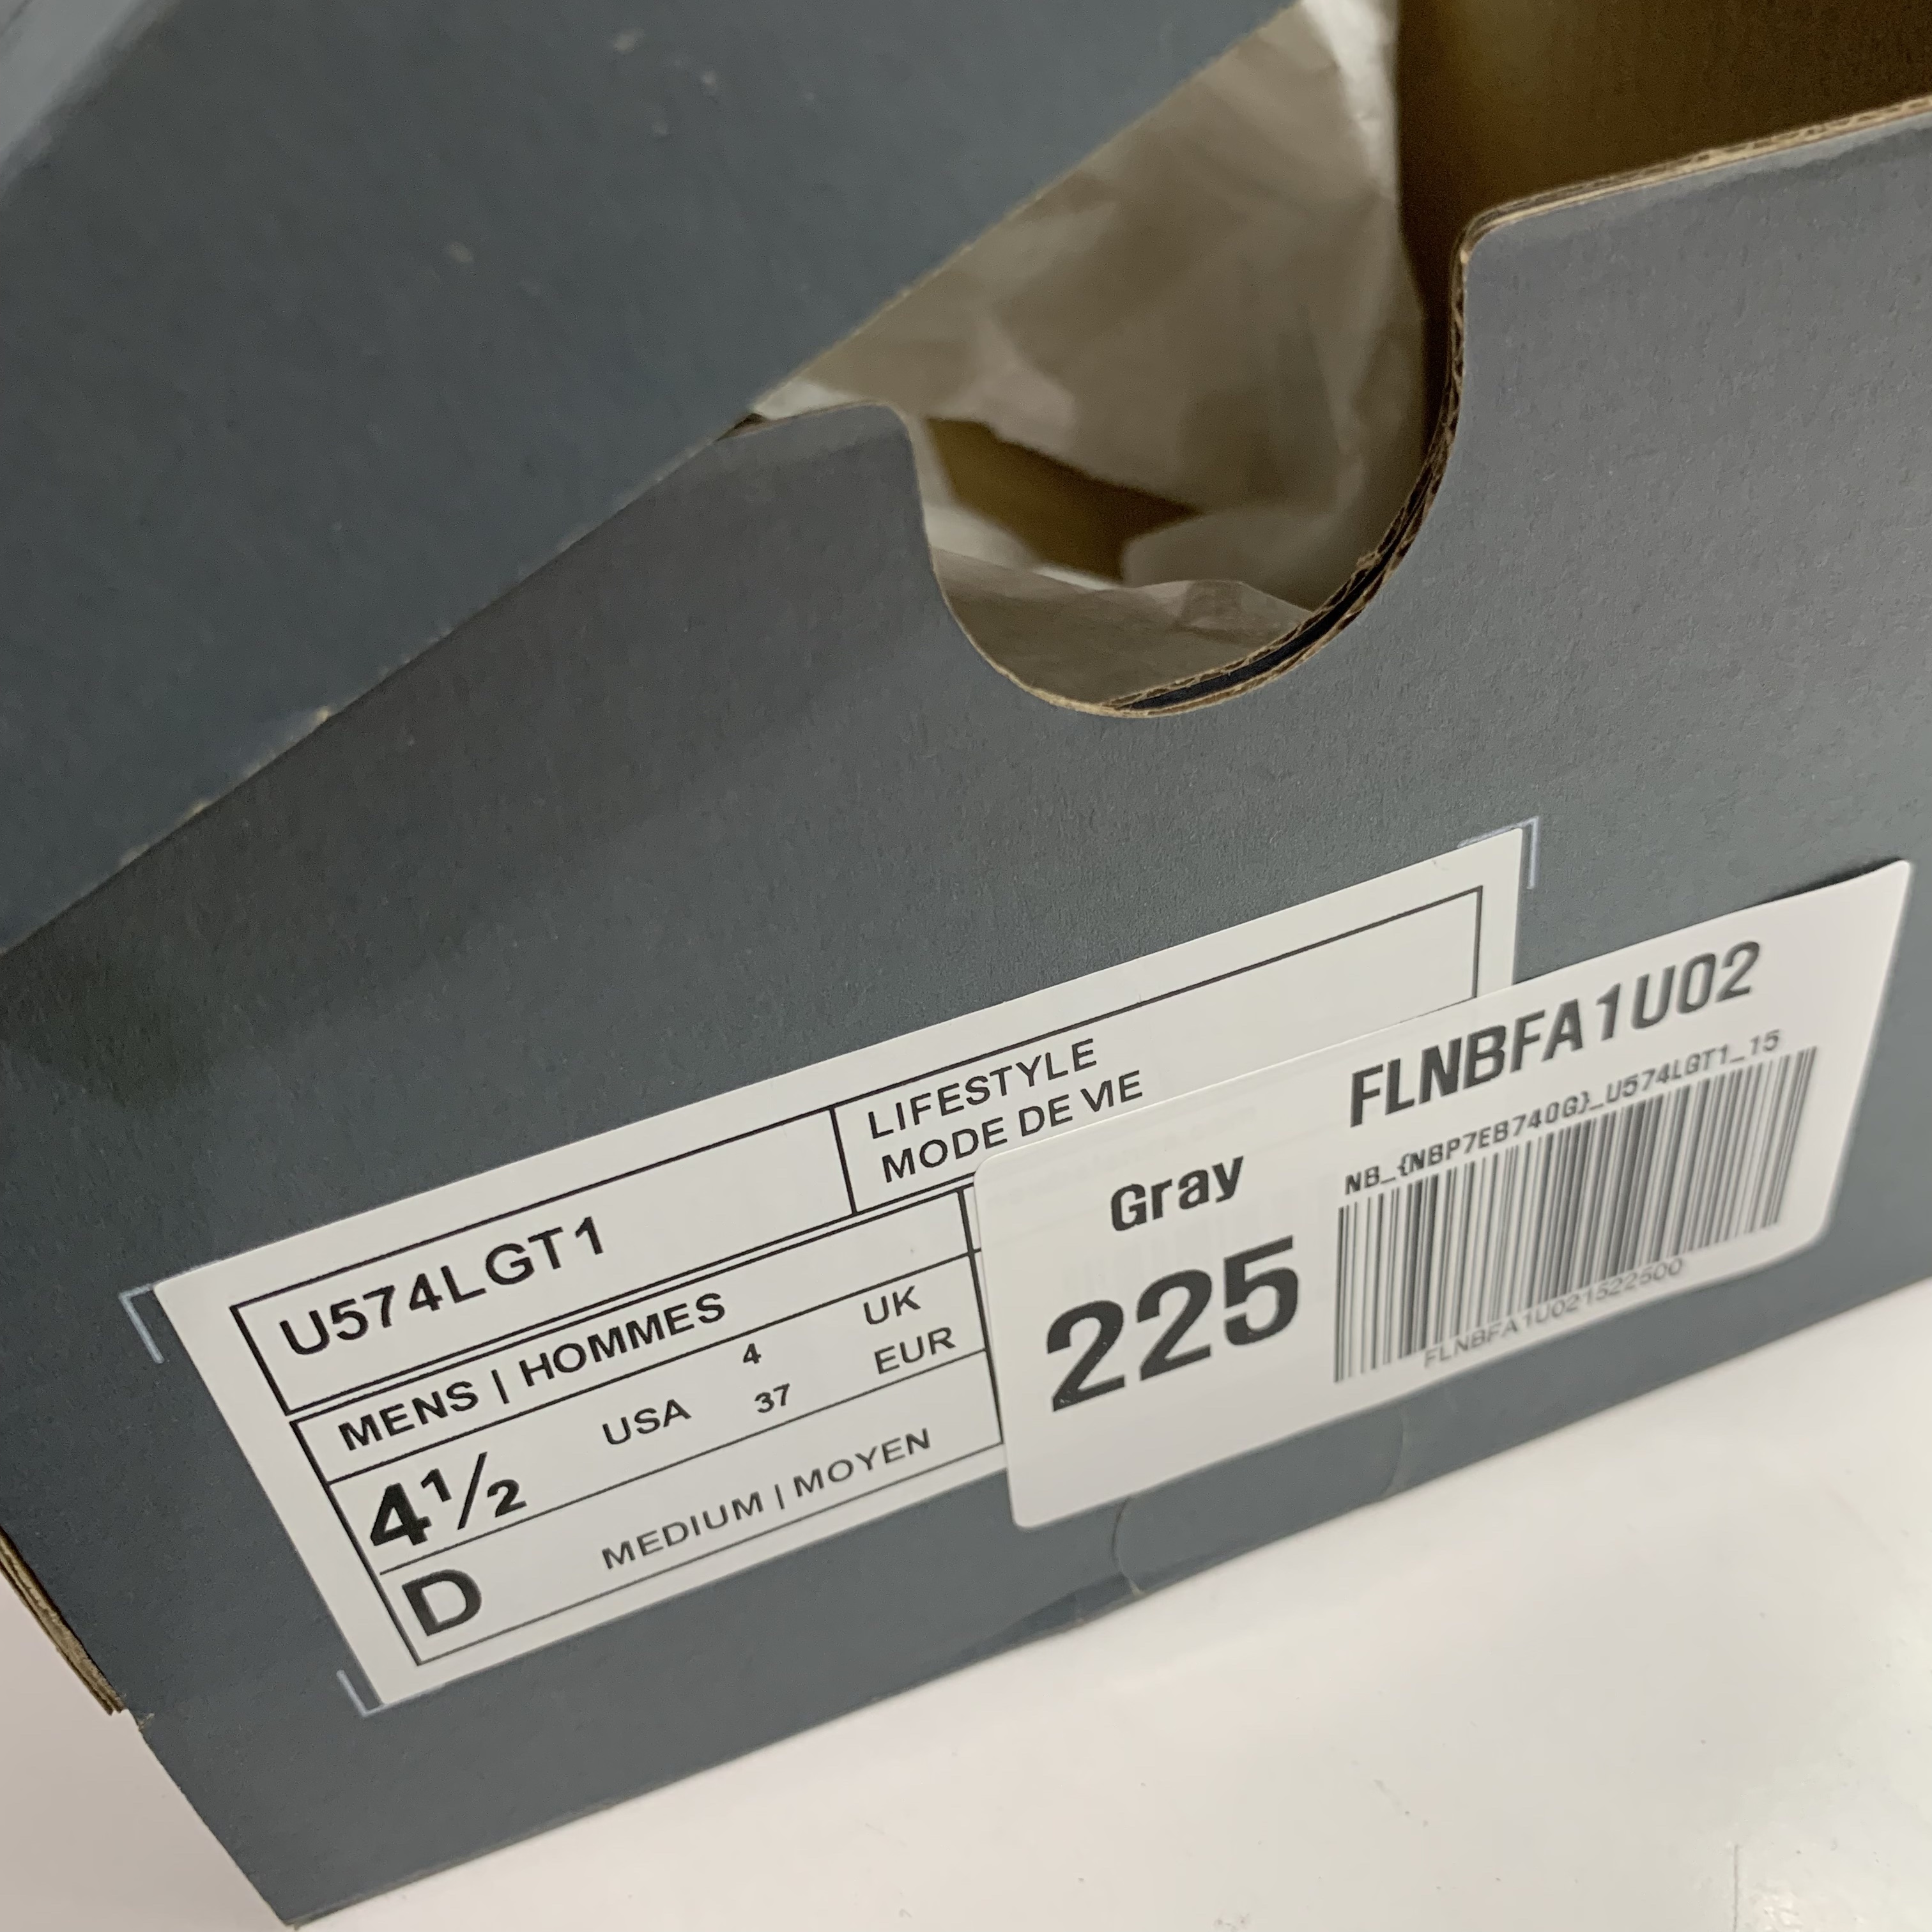 U574LGT1
LIFESTYLE
MODE DE VIE
MENS | HOMMES
4½ USA 4 UK
37 EUR
D MEDIUM | MOYEN
FLNBFA1U02
NB_{NBP7EB740G}_U574LGT1_15
Gray
225
FLNBFA1U021522500